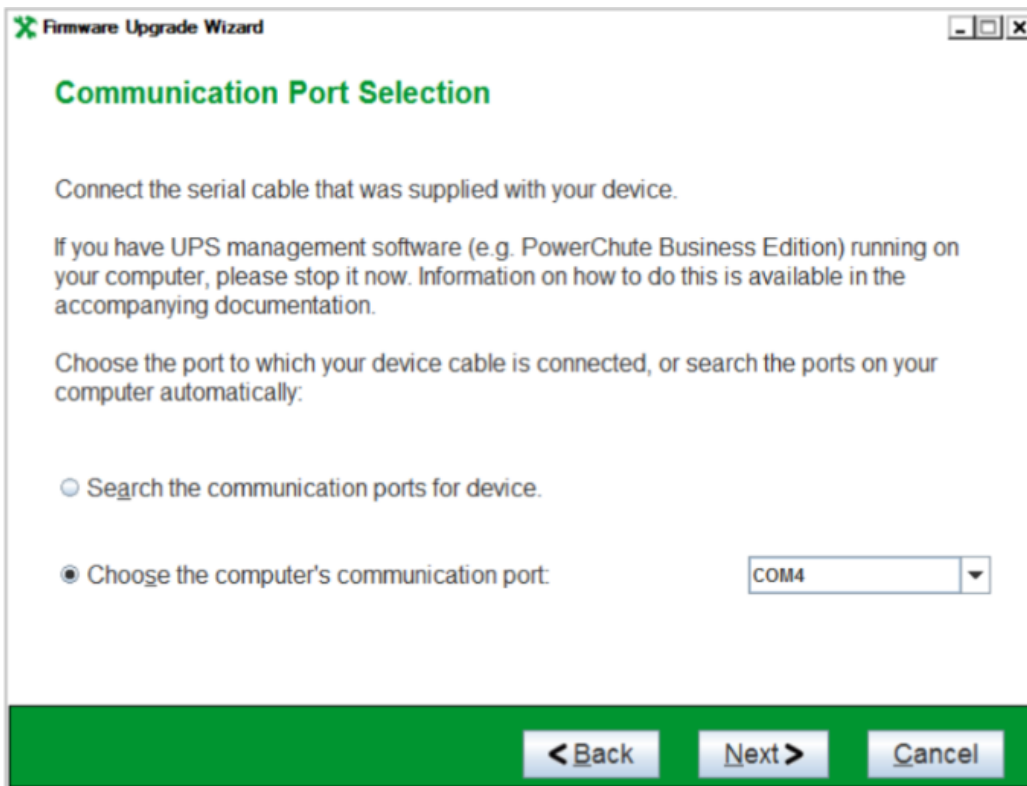 Firmware Upgrade Wizard
Communication Port Selection
Connect the serial cable that was supplied with your device.
If you have UPS management software (e.g. PowerChute Business Edition) running on
your computer, please stop it now. Information on how to do this is available in the
accompanying documentation.
Choose the port to which your device cable is connected, or search the ports on your
computer automatically:
Search the communication ports for device.
Choose the computer's communication port: COM4
< Back Next > Cancel